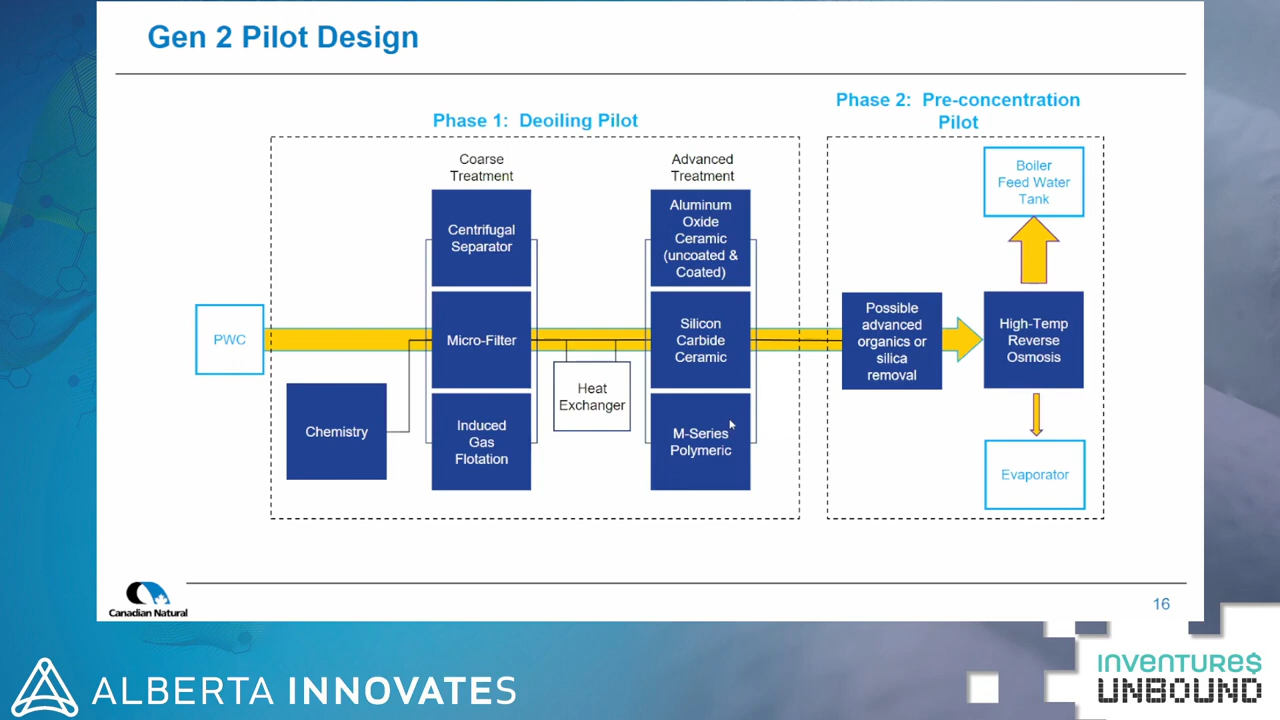 Gen 2 Pilot Design
Phase 1: Deoiling Pilot
Phase 2: Pre-concentration
Pilot
Coarse
Treatment
Advanced
Treatment
Centrifugal
Separator
Micro-Filter
Induced
Gas
Flotation
PWC
Chemistry
Heat
Exchanger
Aluminum
Oxide
Ceramic
(uncoated &
Coated)
Silicon
Carbide
Ceramic
M-Series
Polymeric
Possible
advanced
organics or
silica
removal
Boiler
Feed Water
Tank
High-Temp
Reverse
Osmosis
Evaporator
Canadian Natural
16
ALBERTA INNOVATES
INVENTURE$
UNBOUND